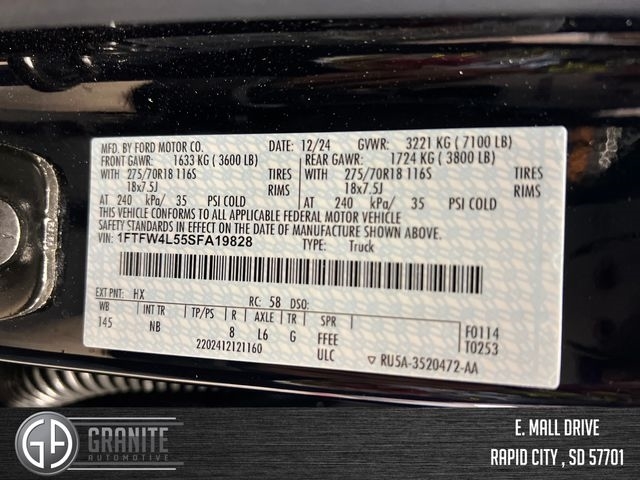 MFD. BY FORD MOTOR CO. DATE: 12/24 GVWR: 3221 KG (7100 LB)
FRONT GAWR: 1633 KG (3600 LB) REAR GAWR: 1724 KG (3800 LB)
WITH 275/70R18 116S TIRES WITH 275/70R18 116S TIRES
18x7.5J RIMS 18x7.5J RIMS
AT 240 kPa/ 35 PSI COLD AT 240 kPa/ 35 PSI COLD
THIS VEHICLE CONFORMS TO ALL APPLICABLE FEDERAL MOTOR VEHICLE
SAFETY STANDARDS IN EFFECT ON THE DATE OF MANUFACTURE SHOWN ABOVE.
VIN: 1FTFW4L55SFA19828 TYPE: Truck
EXT PNT: HX RC: 58 DSO:
WB INT TR TP/PS R AXLE TR SPR
145 NB 8 L6 G FFEE F0114
2202412121160 ULC T0253
RU5A-3520472-AA
GA GRANITE
AUTOMOTIVE
E. MALL DRIVE
RAPID CITY , SD 57701